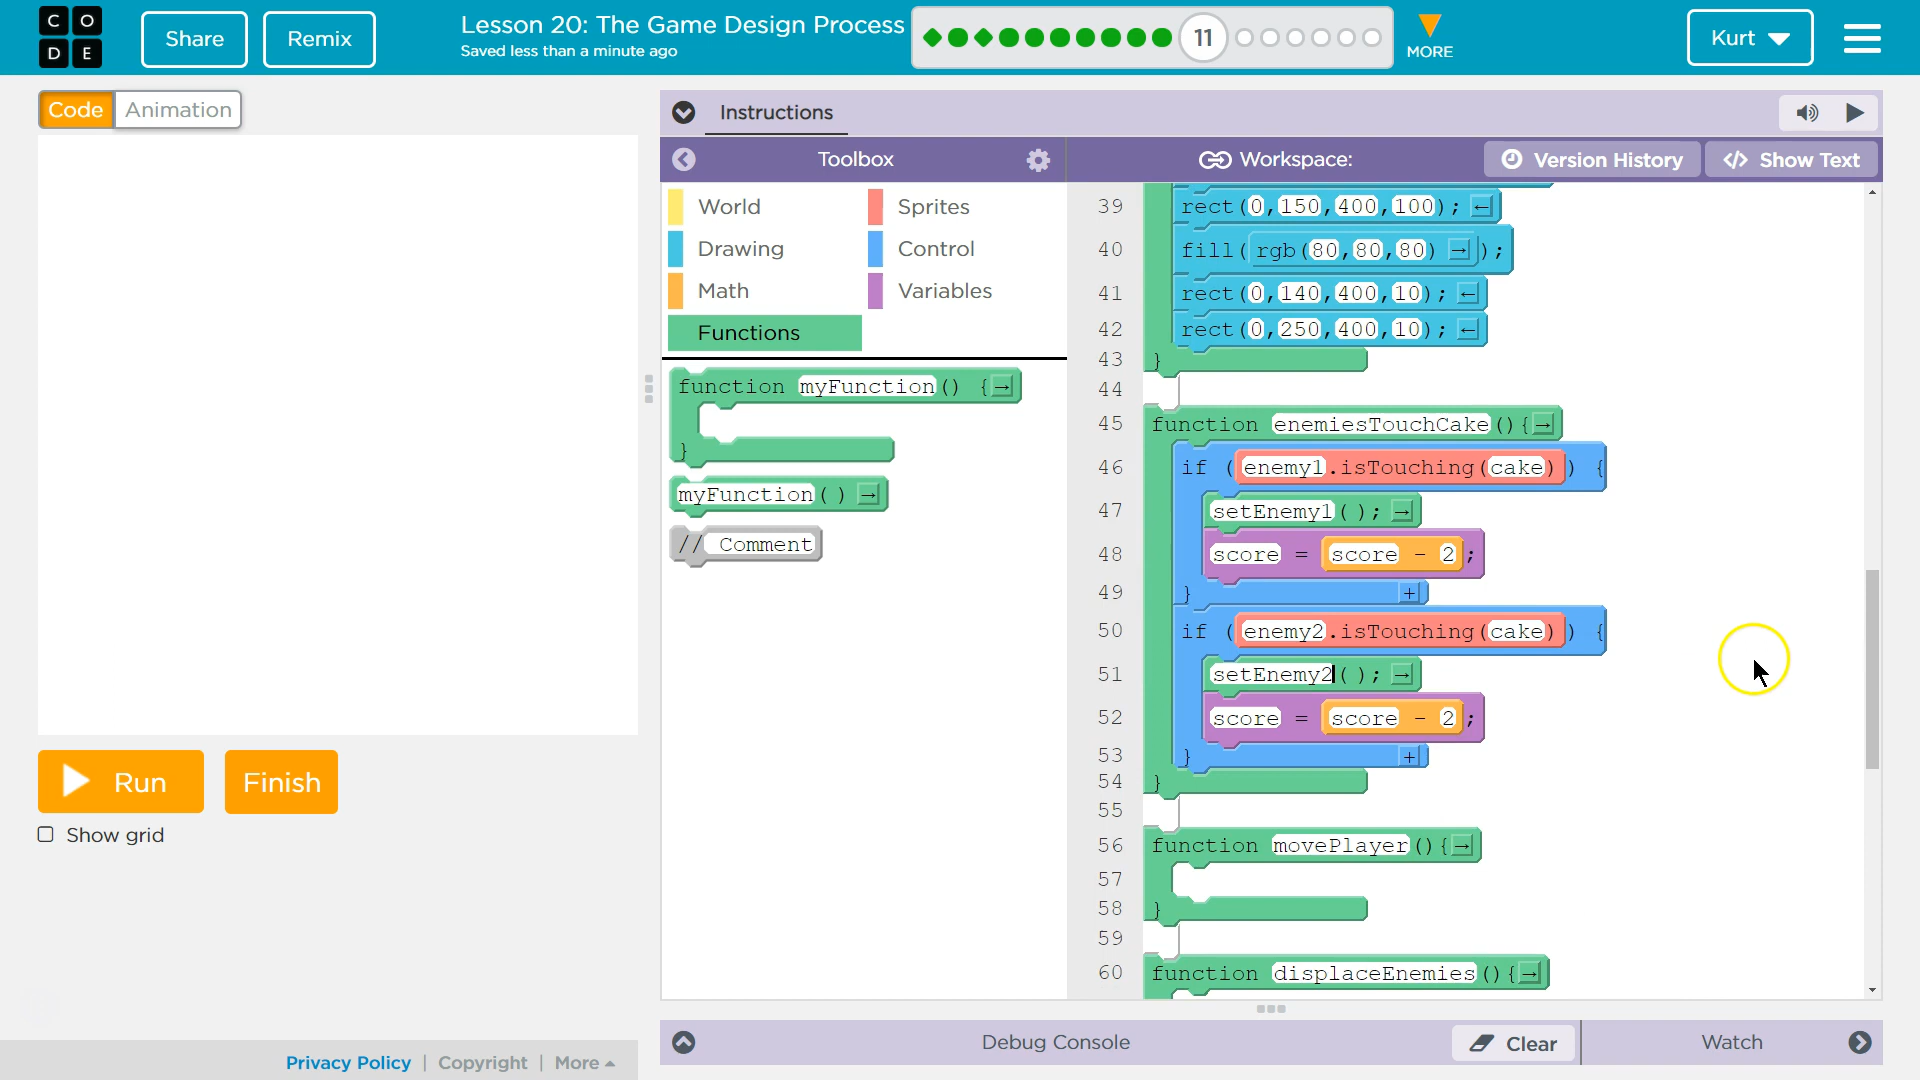 C O D E
Share
Remix
Lesson 20: The Game Design Process
Saved less than a minute ago
11
MORE
Kurt
Code
Animation
Instructions
Toolbox
Workspace:
Version History
</> Show Text
World
Sprites
Drawing
Control
Math
Variables
Functions
function myFunction() {→
}
myFunction() →
// Comment
39 rect(0,150,400,100); ←
40 fill(rgb(80,80,80) →);
41 rect(0,140,400,10); ←
42 rect(0,250,400,10); ←
43 }
44
45 function enemiesTouchCake(){→
46 if (enemy1.isTouching(cake)) {
47 setEnemy1(); →
48 score = score - 2;
49 } +
50 if (enemy2.isTouching(cake)) {
51 setEnemy2(); →
52 score = score - 2;
53 } +
54 }
55
56 function movePlayer(){→
57
58 }
59
60 function displaceEnemies(){→
Run
Finish
Show grid
Debug Console
Clear
Watch
Privacy Policy | Copyright | More